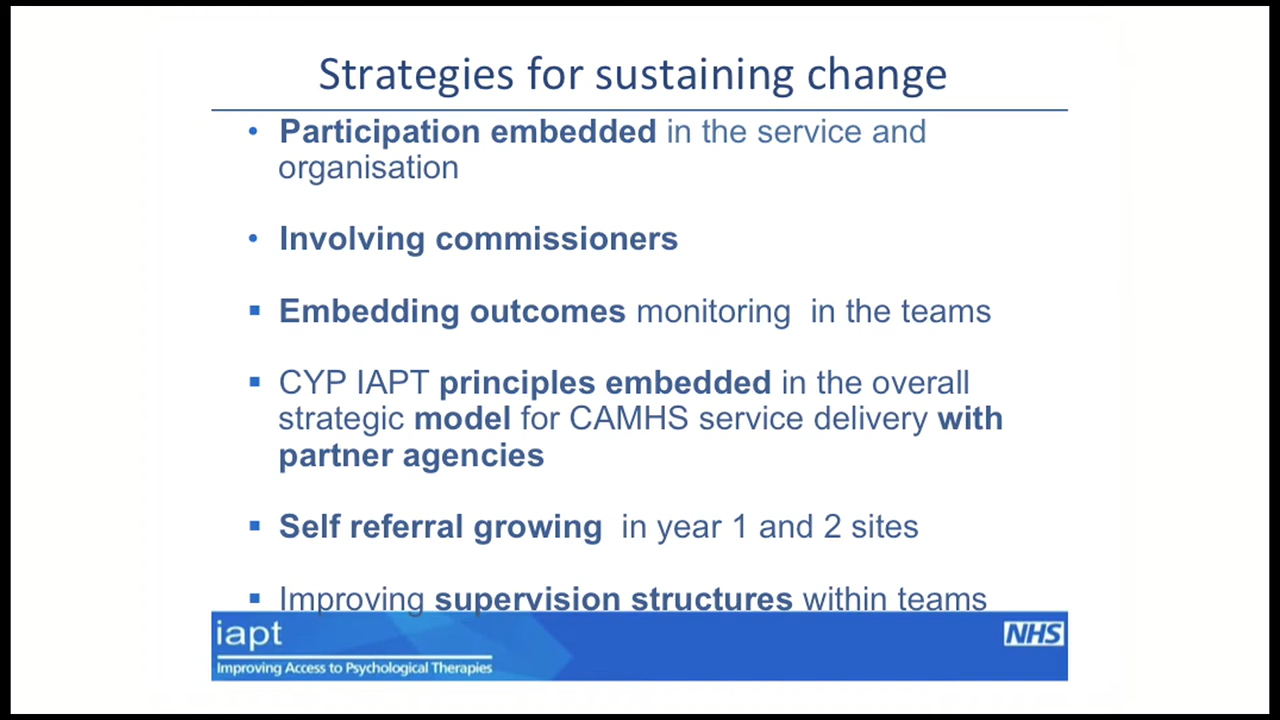 Strategies for sustaining change
• Participation embedded in the service and
organisation
• Involving commissioners
▪ Embedding outcomes monitoring in the teams
▪ CYP IAPT principles embedded in the overall
strategic model for CAMHS service delivery with
partner agencies
▪ Self referral growing in year 1 and 2 sites
▪ Improving supervision structures within teams
iapt
NHS
Improving Access to Psychological Therapies